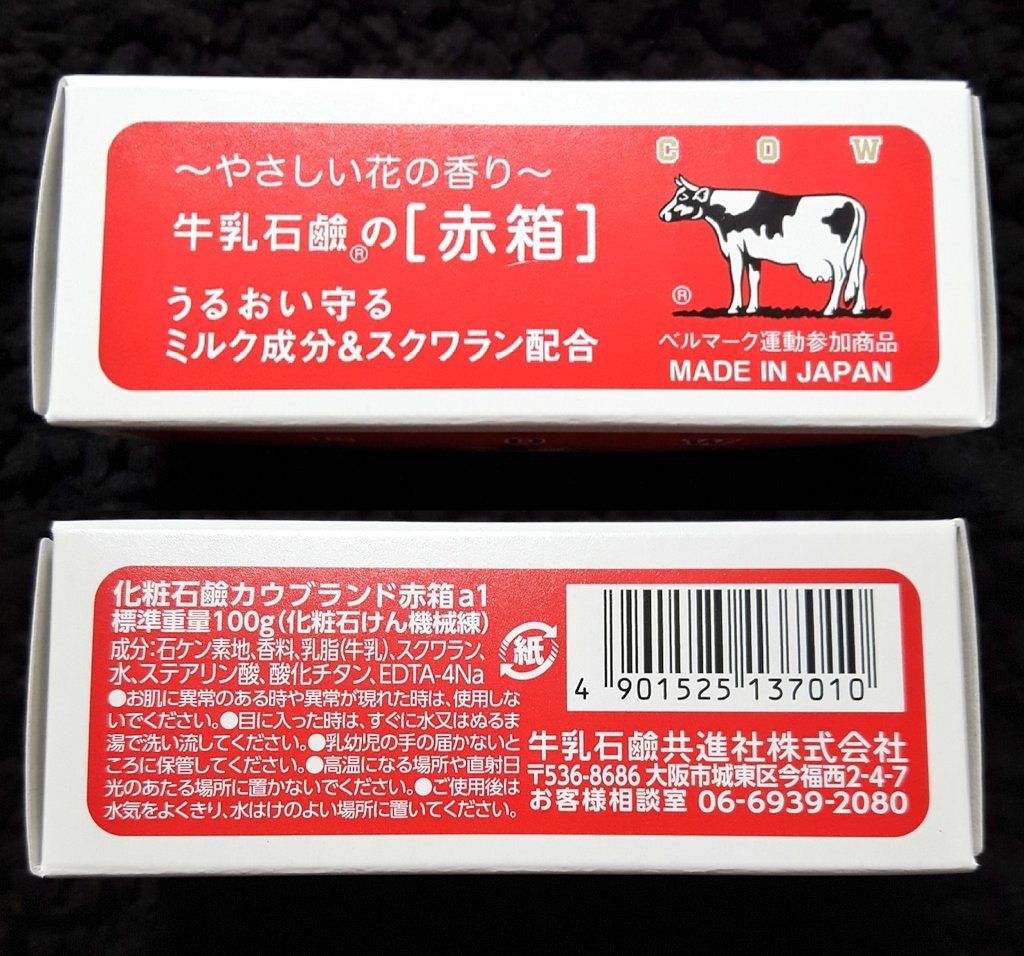 ～やさしい花の香り～
牛乳石鹼®の［赤箱］
うるおい守る
ミルク成分&スクワラン配合
COW
®
ベルマーク運動参加商品
MADE IN JAPAN
化粧石鹼カウブランド赤箱a1
標準重量100g(化粧石けん機械練)
成分:石ケン素地、香料、乳脂(牛乳)、スクワラン、
水、ステアリン酸、酸化チタン、EDTA-4Na
●お肌に異常のある時や異常が現れた時は、使用しな
いでください。●目に入った時は、すぐに水又はぬるま
湯で洗い流してください。●乳幼児の手の届かないと
ころに保管してください。●高温になる場所や直射日
光のあたる場所に置かないでください。●ご使用後は
水気をよくきり、水はけのよい場所に置いてください。
紙
4 901525 137010
牛乳石鹼共進社株式会社
〒536-8686 大阪市城東区今福西2-4-7
お客様相談室 06-6939-2080